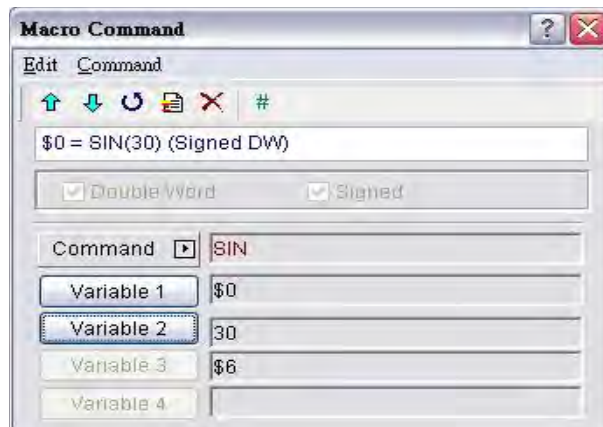 Macro Command
Edit Command
#
$0 = SIN(30) (Signed DW)
Double Word Signed
Command SIN
Variable 1 $0
Variable 2 30
Variable 3 $6
Variable 4